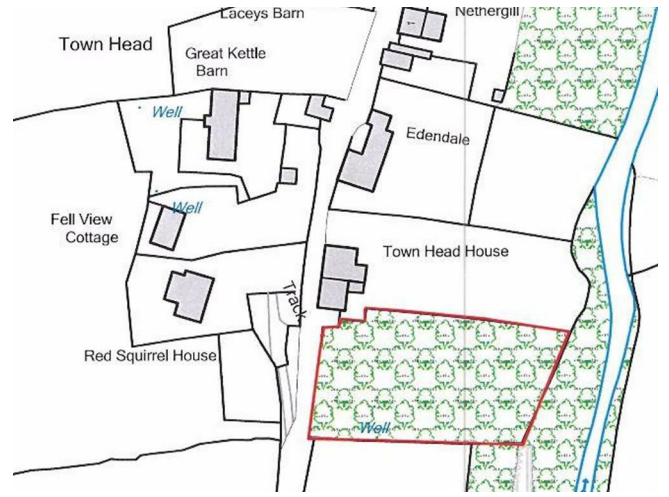 Laceys Barn
Nethergill
1
Town Head
Great Kettle
Barn
Well
Edendale
Well
Fell View
Cottage
Town Head House
Track
Red Squirrel House
Well